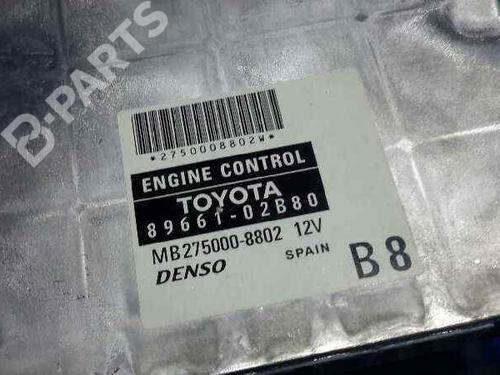 B-PARTS
*2750008802W*
ENGINE CONTROL
TOYOTA
89661-02B80
MB275000-8802 12V
DENSO SPAIN B8